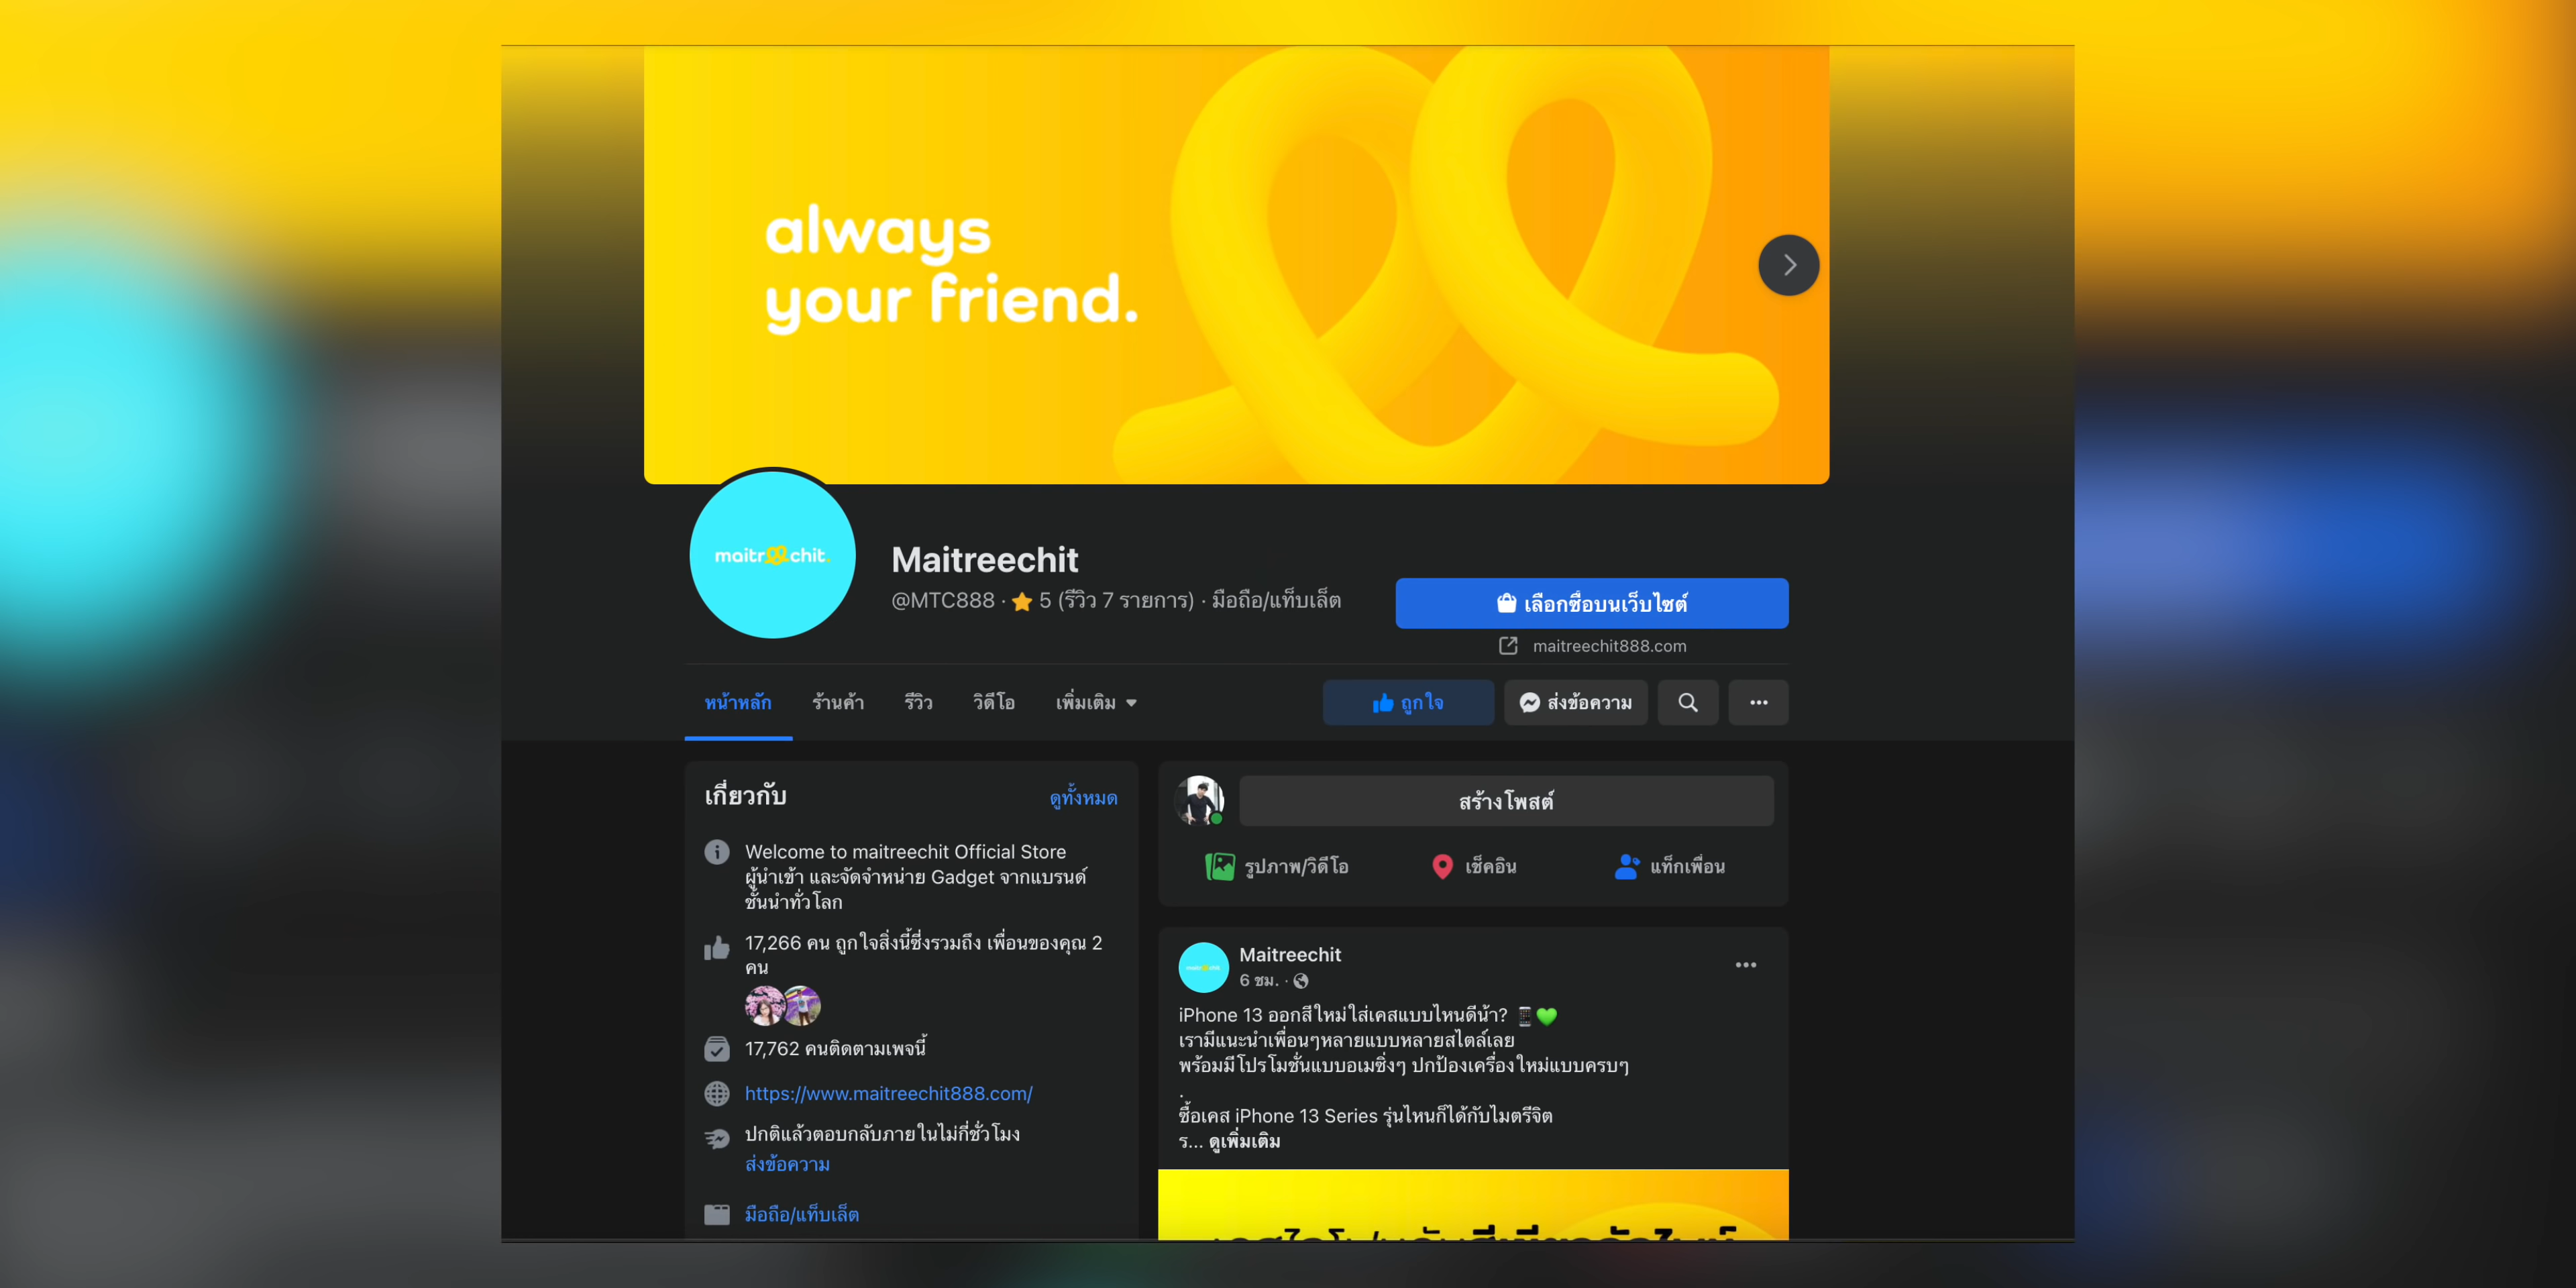 always
your friend.
maitreechit.
Maitreechit
@MTC888 · ⭐ 5 (รีวิว 7 รายการ) · มือถือ/แท็บเล็ต
เลือกซื้อบนเว็บไซต์
maitreechit888.com
หน้าหลัก ร้านค้า รีวิว วิดีโอ เพิ่มเติม
ถูกใจ ส่งข้อความ
เกี่ยวกับ ดูทั้งหมด
Welcome to maitreechit Official Store
ผู้นำเข้า และจัดจำหน่าย Gadget จากแบรนด์
ชั้นนำทั่วโลก
17,266 คน ถูกใจสิ่งนี้ซึ่งรวมถึง เพื่อนของคุณ 2
คน
17,762 คนติดตามเพจนี้
https://www.maitreechit888.com/
ปกติแล้วตอบกลับภายในไม่กี่ชั่วโมง
ส่งข้อความ
มือถือ/แท็บเล็ต
สร้างโพสต์
รูปภาพ/วิดีโอ เช็คอิน แท็กเพื่อน
Maitreechit
6 ชม. ·
iPhone 13 ออกสีใหม่ใส่เคสแบบไหนดีน้า? 📱💚
เรามีแนะนำเพื่อนๆหลายแบบหลายสไตล์เลย
พร้อมมีโปรโมชั่นแบบอเมซิ่งๆ ปกป้องเครื่องใหม่แบบครบๆ
.
ซื้อเคส iPhone 13 Series รุ่นไหนก็ได้กับไมตรีจิต
ร... ดูเพิ่มเติม